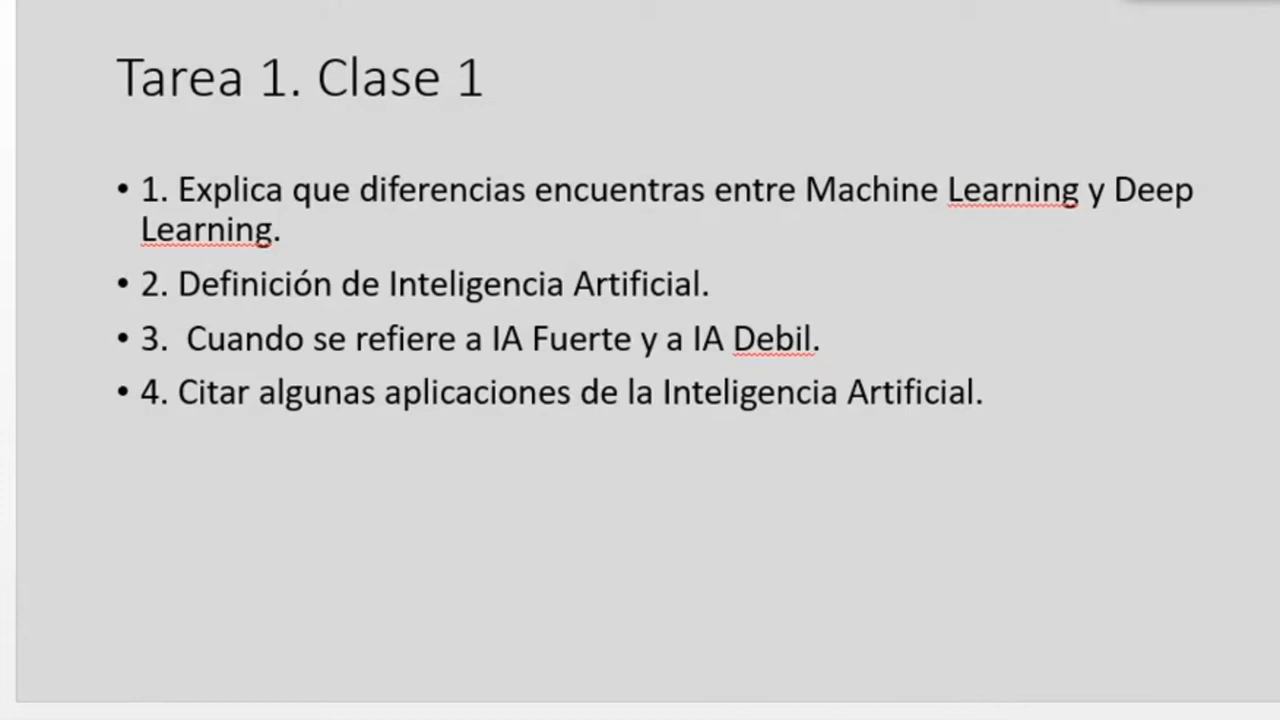 Tarea 1. Clase 1
• 1. Explica que diferencias encuentras entre Machine Learning y Deep
Learning.
• 2. Definición de Inteligencia Artificial.
• 3.  Cuando se refiere a IA Fuerte y a IA Debil.
• 4. Citar algunas aplicaciones de la Inteligencia Artificial.